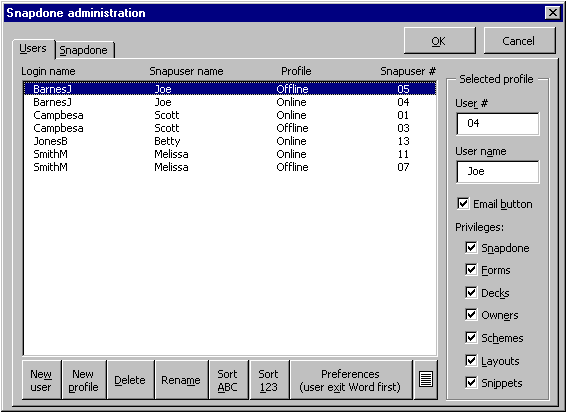 Snapdone administration
OK Cancel
Users Snapdone
Login name Snapuser name Profile Snapuser #
BarnesJ Joe Offline 05
BarnesJ Joe Online 04
Campbesa Scott Online 01
Campbesa Scott Offline 03
JonesB Betty Online 13
SmithM Melissa Online 11
SmithM Melissa Offline 07
Selected profile
User #
04
User name
Joe
Email button
Privileges:
Snapdone
Forms
Decks
Owners
Schemes
Layouts
Snippets
New user
New profile
Delete
Rename
Sort ABC
Sort 123
Preferences
(user exit Word first)